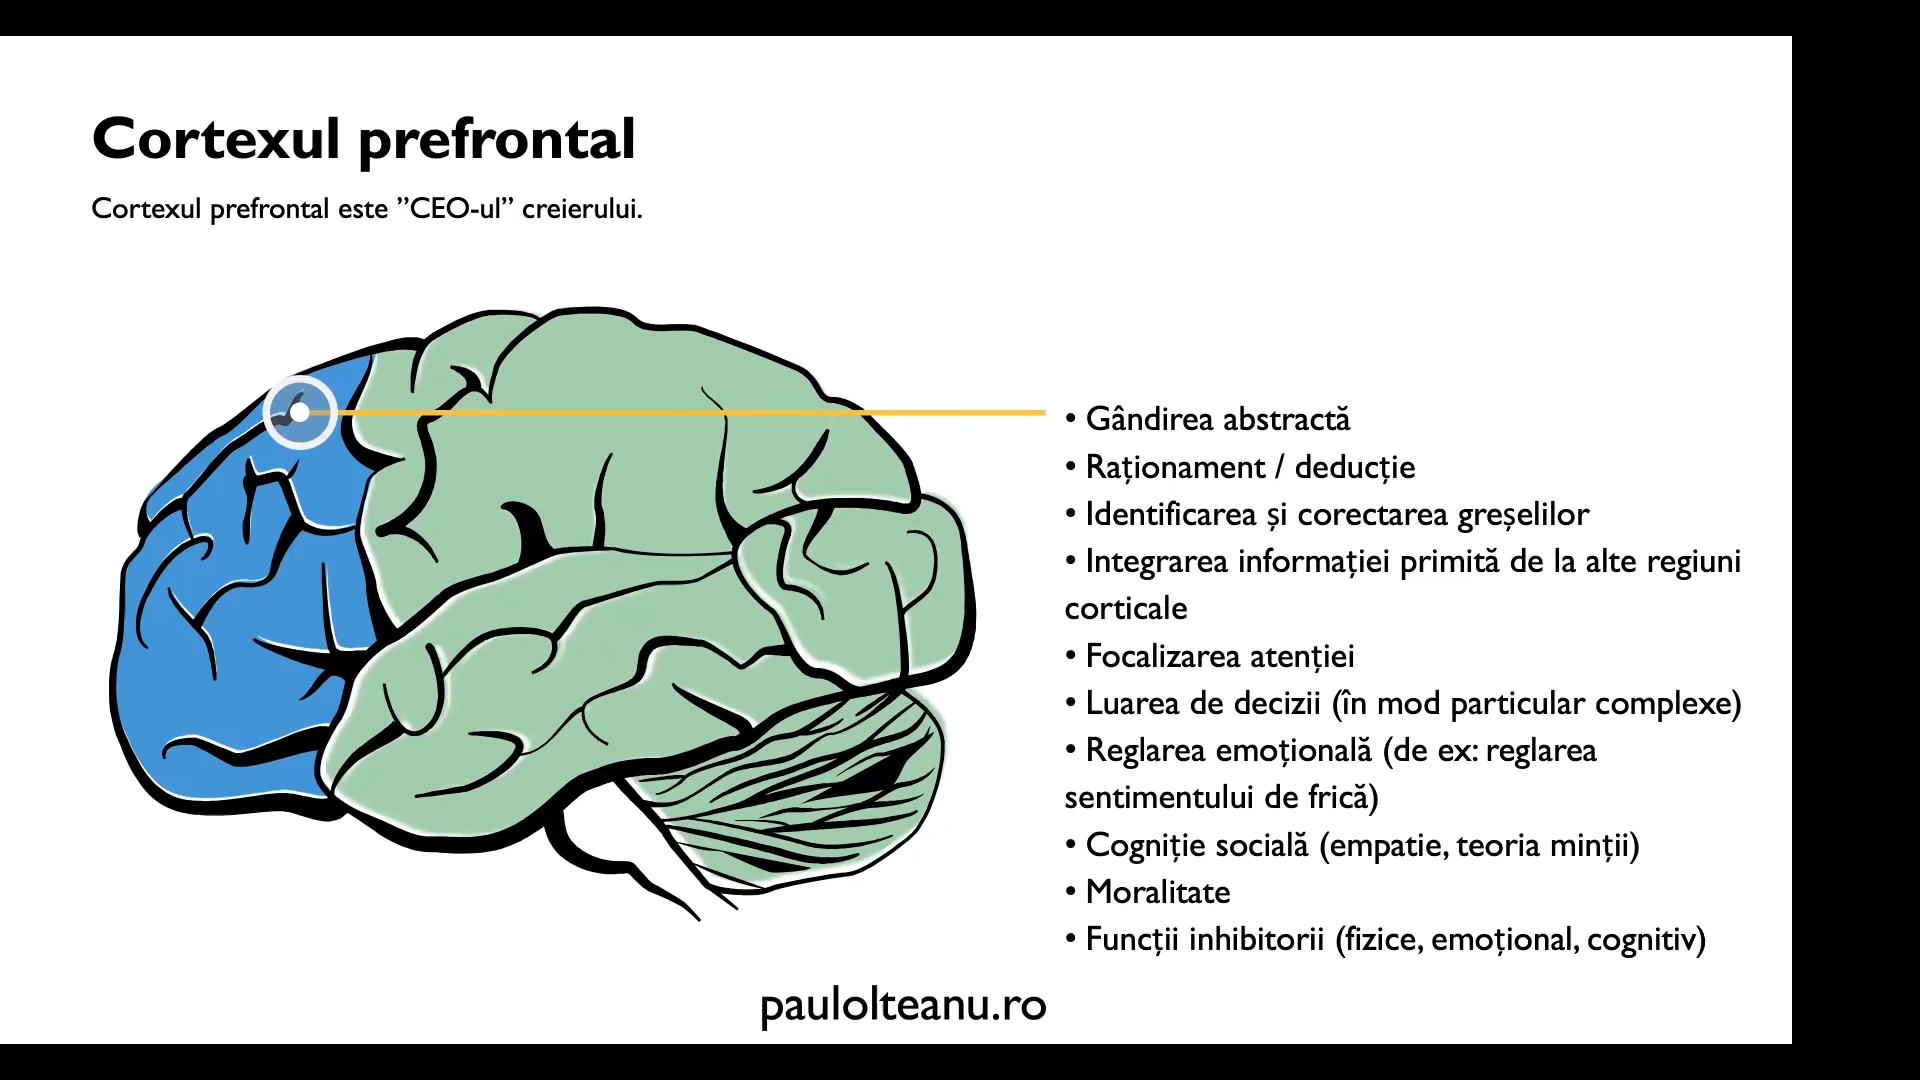 Cortexul prefrontal
Cortexul prefrontal este ”CEO-ul” creierului.
• Gândirea abstractă
• Raționament / deducție
• Identificarea și corectarea greșelilor
• Integrarea informației primită de la alte regiuni
corticale
• Focalizarea atenției
• Luarea de decizii (în mod particular complexe)
• Reglarea emoțională (de ex: reglarea
sentimentului de frică)
• Cogniție socială (empatie, teoria minții)
• Moralitate
• Funcții inhibitorii (fizice, emoțional, cognitiv)
paulolteanu.ro